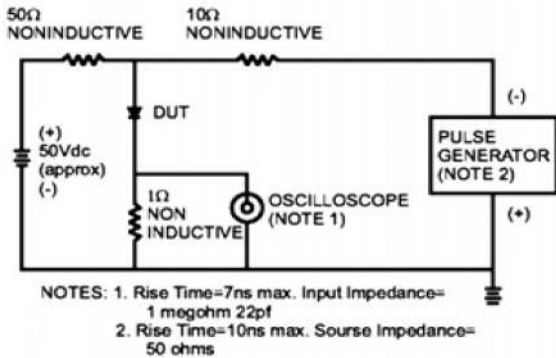 50Ω
NONINDUCTIVE
10Ω
NONINDUCTIVE
DUT
(+)
50Vdc
(approx)
(-)
(-)
PULSE
GENERATOR
(NOTE 2)
(+)
1Ω
NON
INDUCTIVE
OSCILLOSCOPE
(NOTE 1)
NOTES: 1. Rise Time=7ns max. Input Impedance=
1 megohm 22pf
2. Rise Time=10ns max. Sourse Impedance=
50 ohms